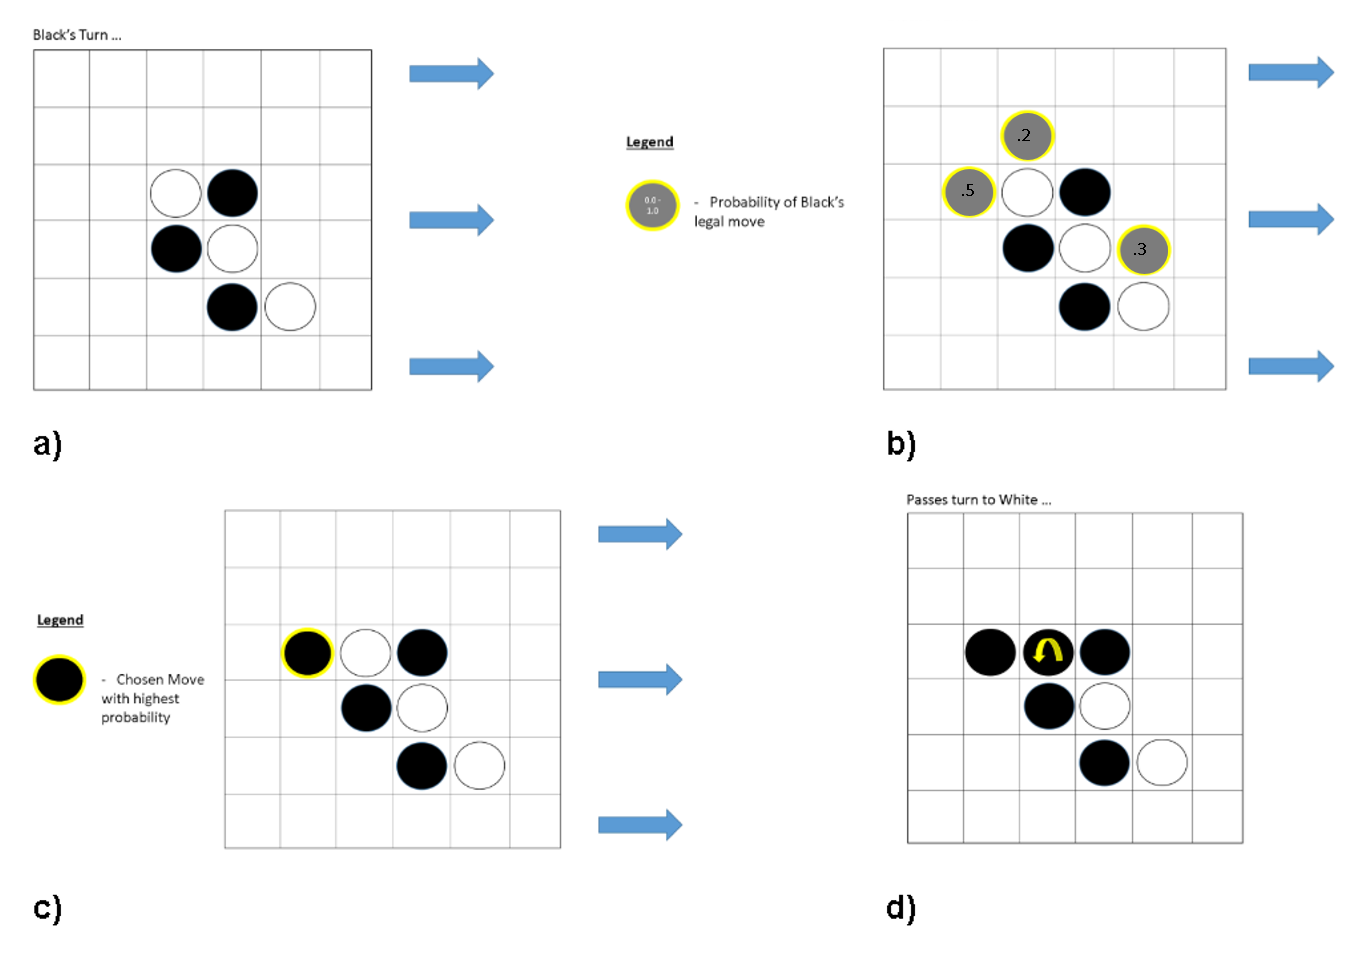 Black's Turn ...
Legend
0.0 -
1.0
- Probability of Black's
legal move
.2
.5
.3
a)
b)
Legend
- Chosen Move
with highest
probability
Passes turn to White ...
c)
d)